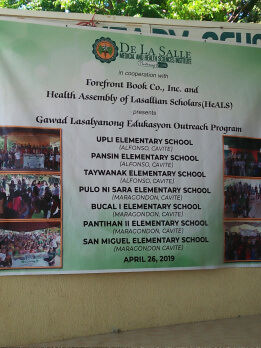 DE LA SALLE
MEDICAL AND HEALTH SCIENCES INSTITUTE
in cooperation with
Forefront Book Co., Inc. and
Health Assembly of Lasallian Scholars(HeALS)
presents
Gawad Lasalyanong Edukasyon Outreach Program
UPLI ELEMENTARY SCHOOL
(ALFONSO, CAVITE)
PANSIN ELEMENTARY SCHOOL
(ALFONSO, CAVITE)
TAYWANAK ELEMENTARY SCHOOL
(ALFONSO, CAVITE)
PULO NI SARA ELEMENTARY SCHOOL
(MARAGONDON, CAVITE)
BUCAL I ELEMENTARY SCHOOL
(MARAGONDON, CAVITE)
PANTIHAN II ELEMENTARY SCHOOL
(MARAGONDON, CAVITE)
SAN MIGUEL ELEMENTARY SCHOOL
(MARAGONDON CAVITE)
APRIL 26, 2019